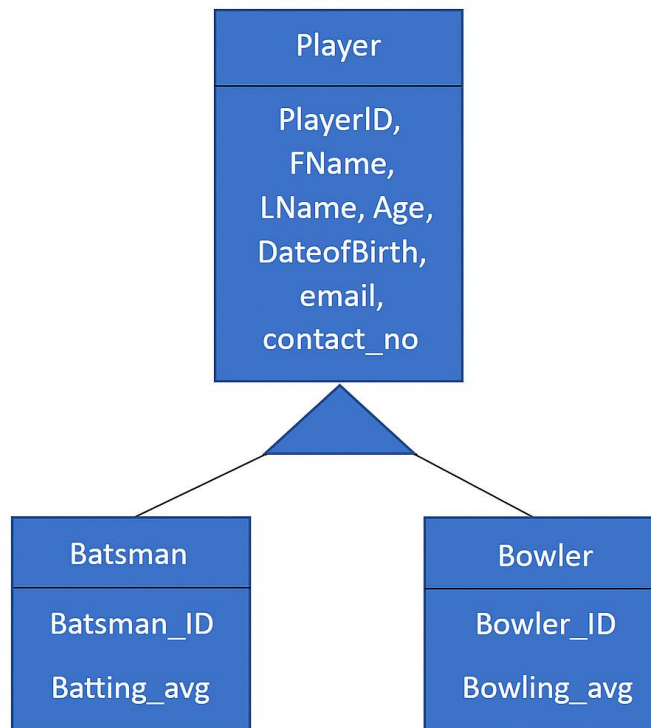 Player
PlayerID,
FName,
LName, Age,
DateofBirth,
email,
contact_no
Batsman
Batsman_ID
Batting_avg
Bowler
Bowler_ID
Bowling_avg